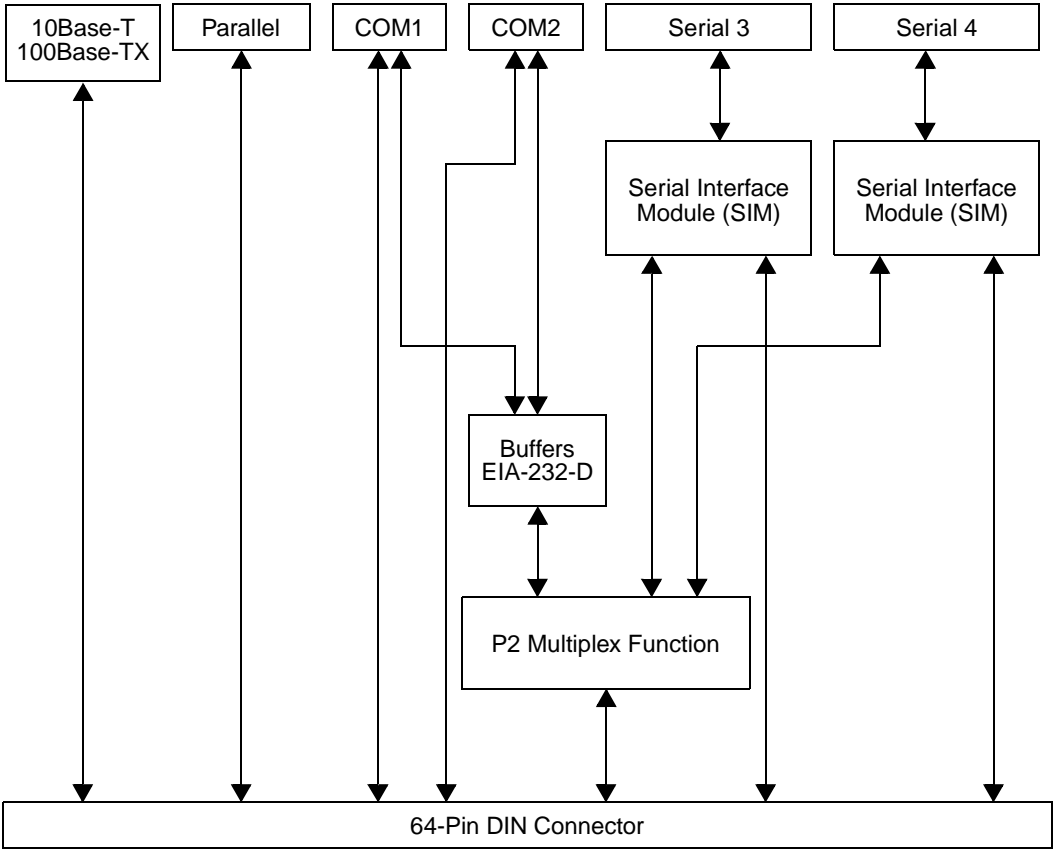 10Base-T
100Base-TX
Parallel
COM1
COM2
Serial 3
Serial 4
Serial Interface
Module (SIM)
Serial Interface
Module (SIM)
Buffers
EIA-232-D
P2 Multiplex Function
64-Pin DIN Connector